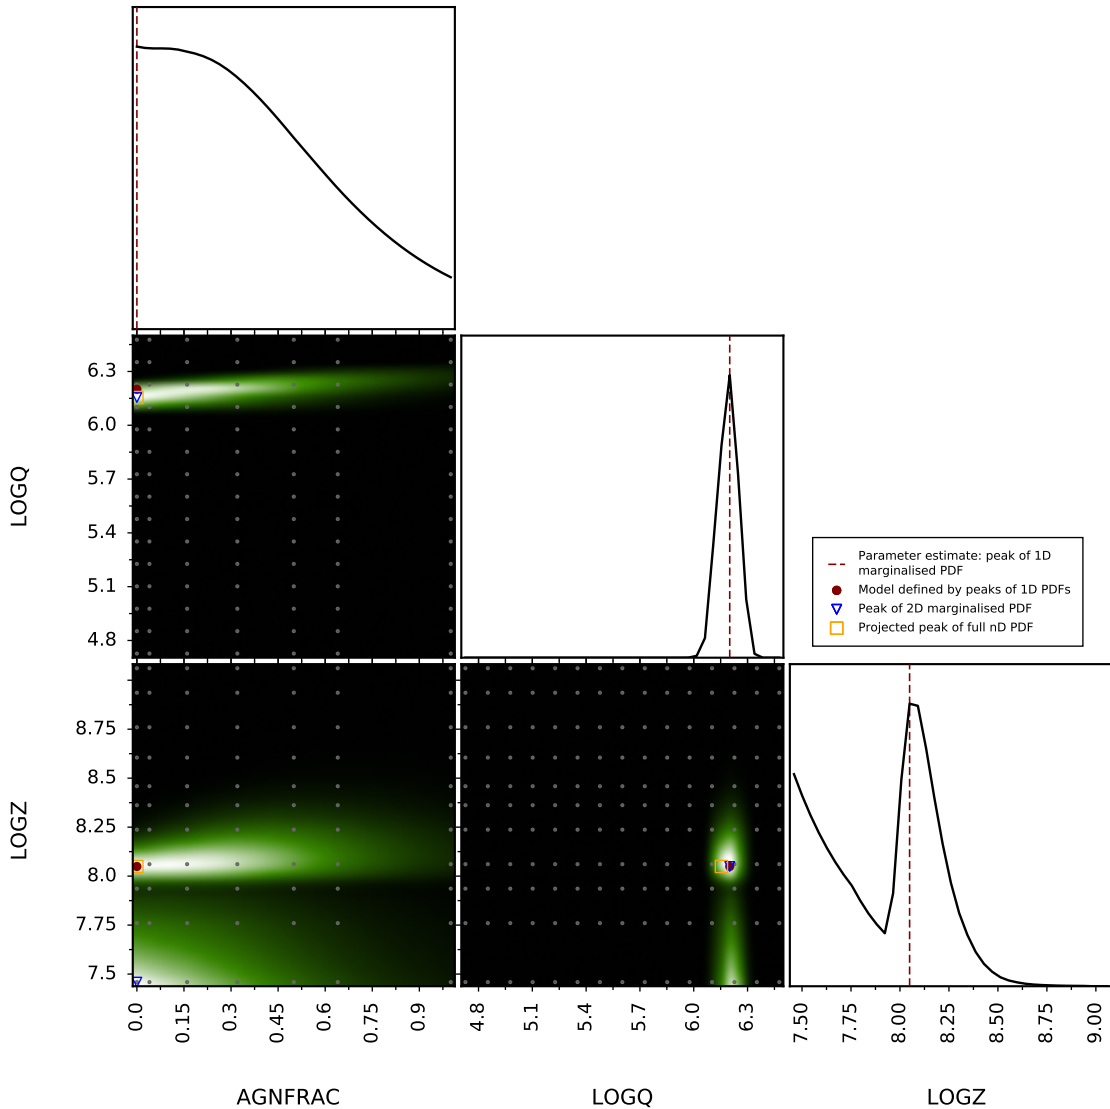 LOGQ
6.3
6.0
5.7
5.4
5.1
4.8
Parameter estimate: peak of 1D
marginalised PDF
Model defined by peaks of 1D PDFs
Peak of 2D marginalised PDF
Projected peak of full nD PDF
LOGZ
8.75
8.5
8.25
8.0
7.75
7.5
0.0 0.15 0.3 0.45 0.6 0.75 0.9
4.8 5.1 5.4 5.7 6.0 6.3
7.50 7.75 8.00 8.25 8.50 8.75 9.00
AGNFRAC LOGQ LOGZ